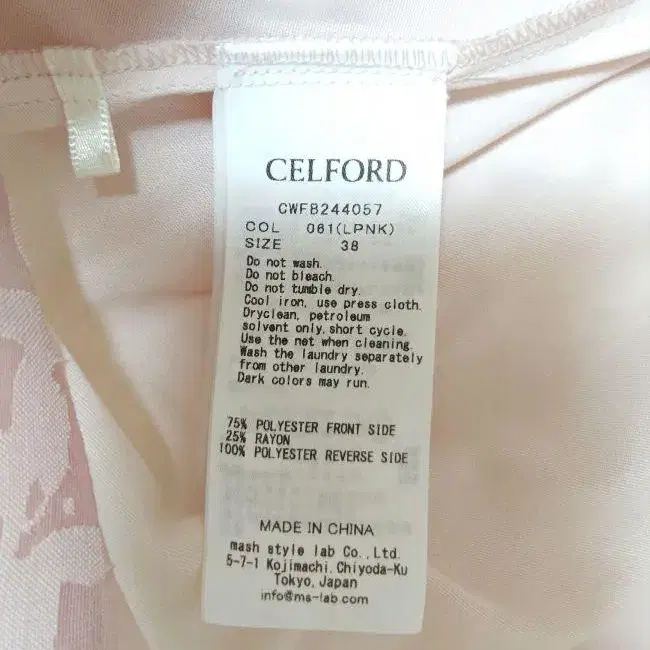 CELFORD
CWFB244057
COL 061(LPNK)
SIZE 38
Do not wash.
Do not bleach.
Do not tumble dry.
Cool iron, use press cloth.
Dryclean, petroleum
solvent only, short cycle.
Use the net when cleaning.
Wash the laundry separately
from other laundry.
Dark colors may run.
75% POLYESTER FRONT SIDE
25% RAYON
100% POLYESTER REVERSE SIDE
MADE IN CHINA
mash style lab Co., Ltd.
5-7-1 Kojimachi, Chiyoda-Ku
Tokyo, Japan
info@ms-lab.com